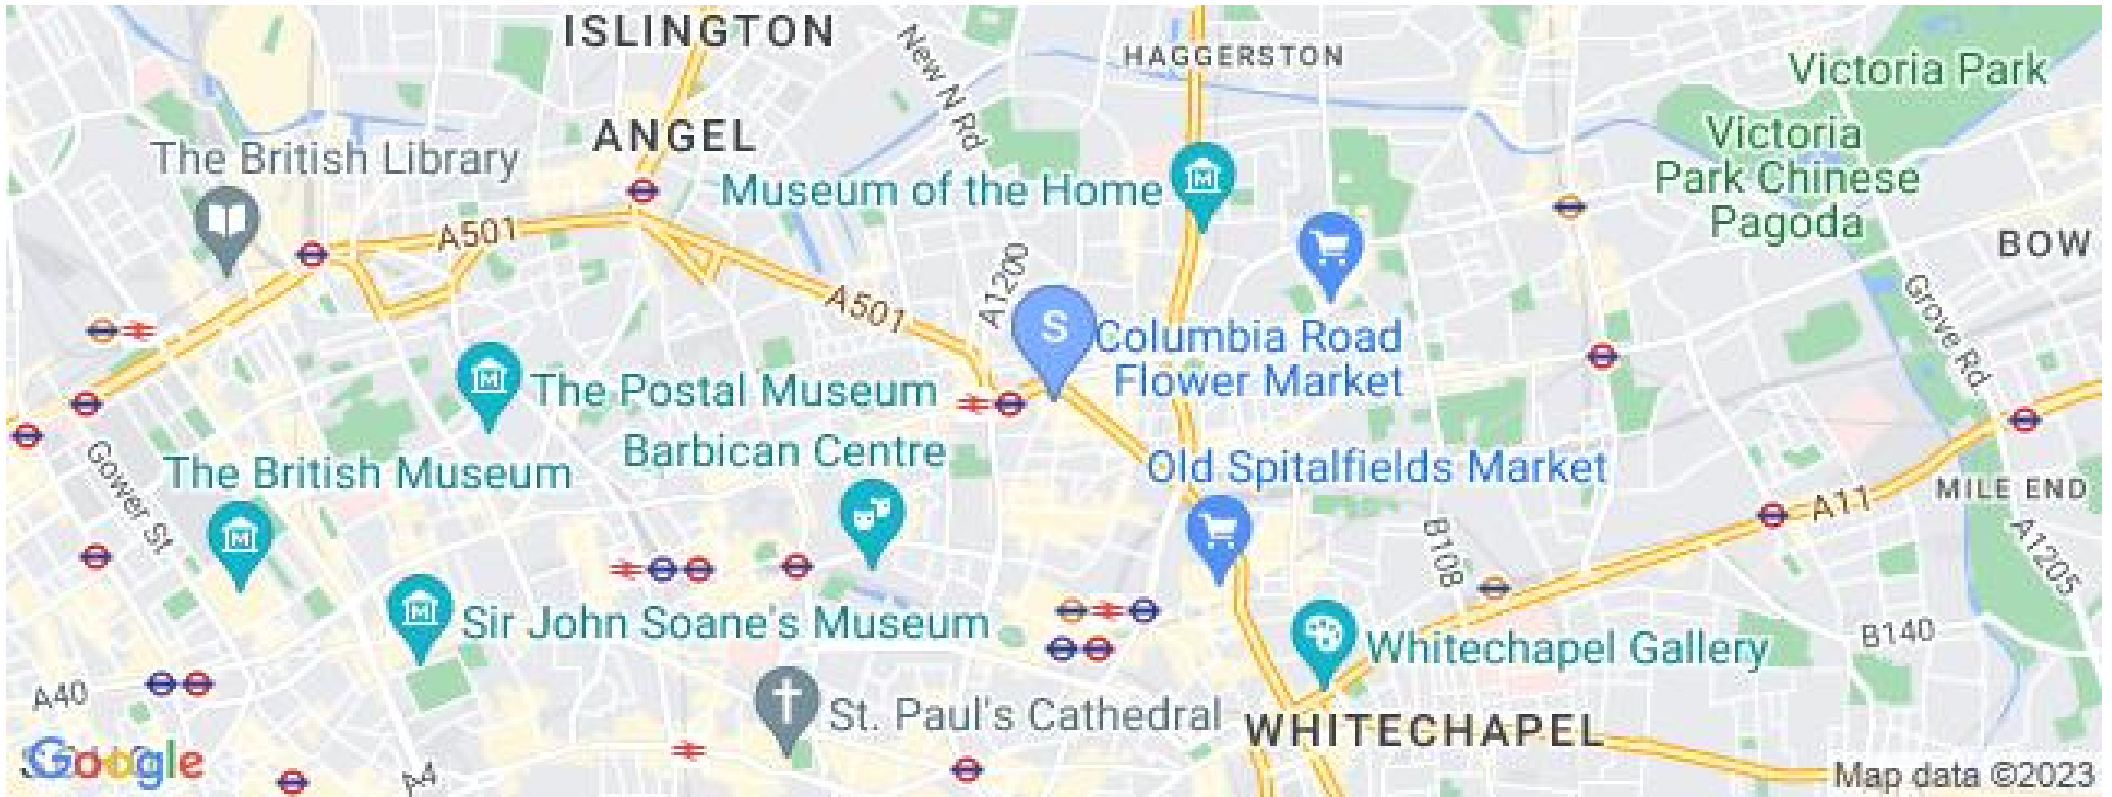 ISLINGTON
New N Rd
HAGGERSTON
Victoria Park
ANGEL
Victoria
Park Chinese
Pagoda
The British Library
Museum of the Home
A501
BOW
A1200
A501
S
Grove Rd
Columbia Road
Flower Market
The Postal Museum
Barbican Centre
Gower St
The British Museum
Old Spitalfields Market
MILE END
A11
B108
A1205
Sir John Soane's Museum
Whitechapel Gallery
B140
A40
St. Paul's Cathedral
WHITECHAPEL
Google
A4
Map data ©2023